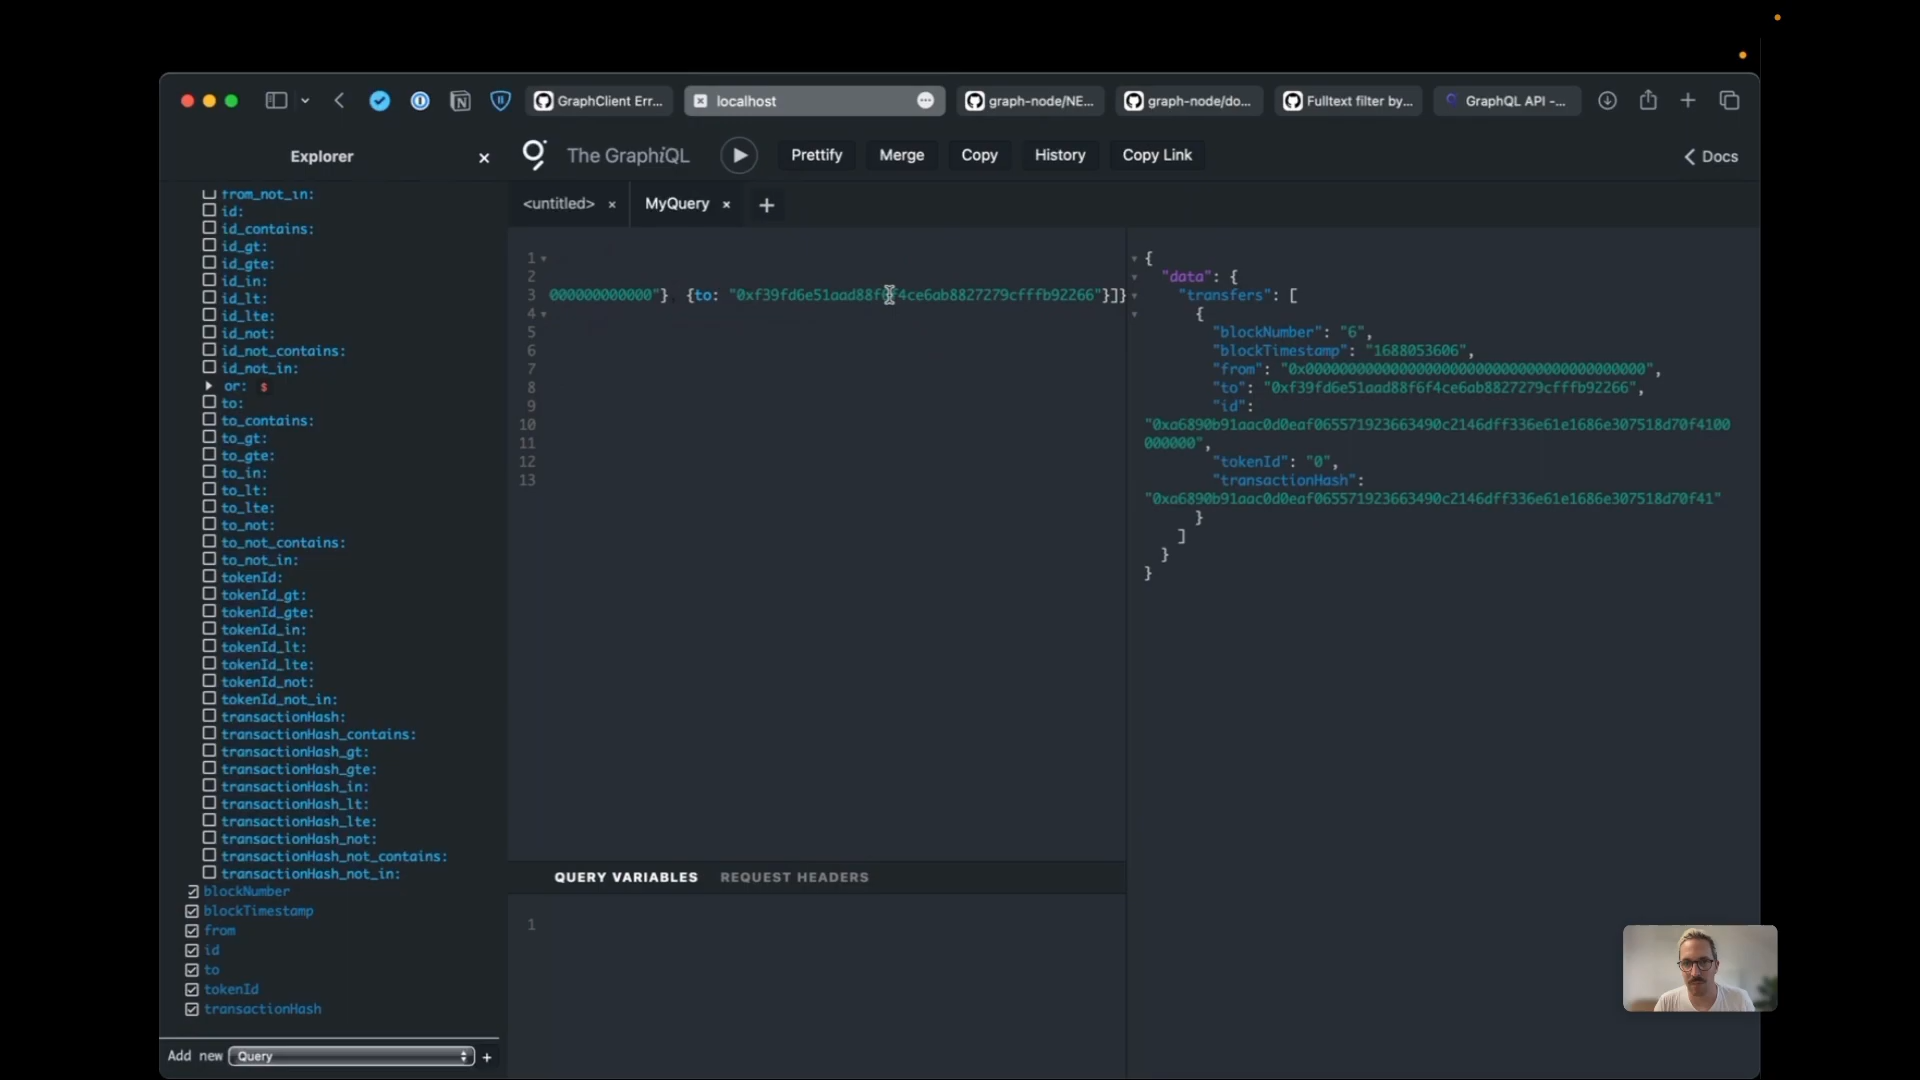 GraphClient Err...
localhost
graph-node/NE...
graph-node/do...
Fulltext filter by...
GraphQL API -...
Explorer
The GraphiQL
Prettify
Merge
Copy
History
Copy Link
Docs
<untitled>
MyQuery
from_not_in:
id:
id_contains:
id_gt:
id_gte:
id_in:
id_lt:
id_lte:
id_not:
id_not_contains:
id_not_in:
or: $
to:
to_contains:
to_gt:
to_gte:
to_in:
to_lt:
to_lte:
to_not:
to_not_contains:
to_not_in:
tokenId:
tokenId_gt:
tokenId_gte:
tokenId_in:
tokenId_lt:
tokenId_lte:
tokenId_not:
tokenId_not_in:
transactionHash:
transactionHash_contains:
transactionHash_gt:
transactionHash_gte:
transactionHash_in:
transactionHash_lt:
transactionHash_lte:
transactionHash_not:
transactionHash_not_contains:
transactionHash_not_in:
blockNumber
blockTimestamp
from
id
to
tokenId
transactionHash
Add new Query +
1
2
3 000000000000"} {to: "0xf39fd6e51aad88f6f4ce6ab8827279cfffb92266"}]}
4
5
6
7
8
9
10
11
12
13
{
"data": {
"transfers": [
{
"blockNumber": "6",
"blockTimestamp": "1688053606",
"from": "0x0000000000000000000000000000000000000000",
"to": "0xf39fd6e51aad88f6f4ce6ab8827279cfffb92266",
"id":
"0xa6890b91aac0d0eaf065571923663490c2146dff336e61e1686e307518d70f4100
000000",
"tokenId": "0",
"transactionHash":
"0xa6890b91aac0d0eaf065571923663490c2146dff336e61e1686e307518d70f41"
}
]
}
}
QUERY VARIABLES
REQUEST HEADERS
1